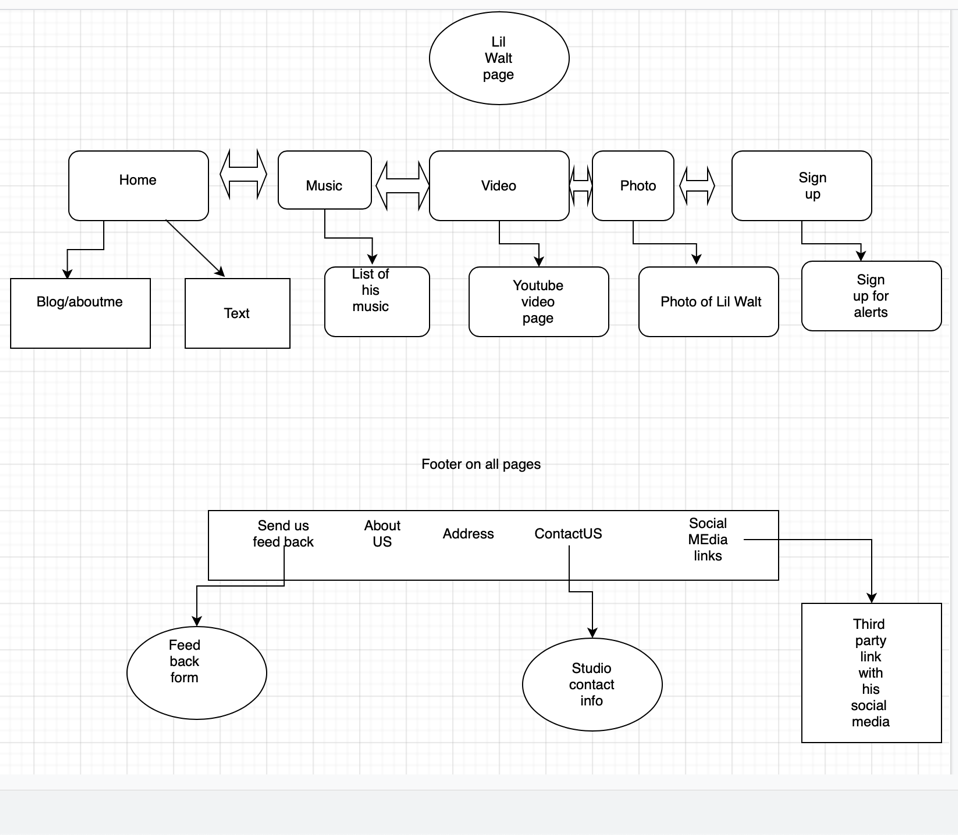 Lil
Walt
page
Home
Music
Video
Photo
Sign
up
Blog/aboutme
Text
List of
his
music
Youtube
video
page
Photo of Lil Walt
Sign
up for
alerts
Footer on all pages
Send us
feed back
About
US
Address
ContactUS
Social
MEdia
links
Feed
back
form
Studio
contact
info
Third
party
link
with
his
social
media